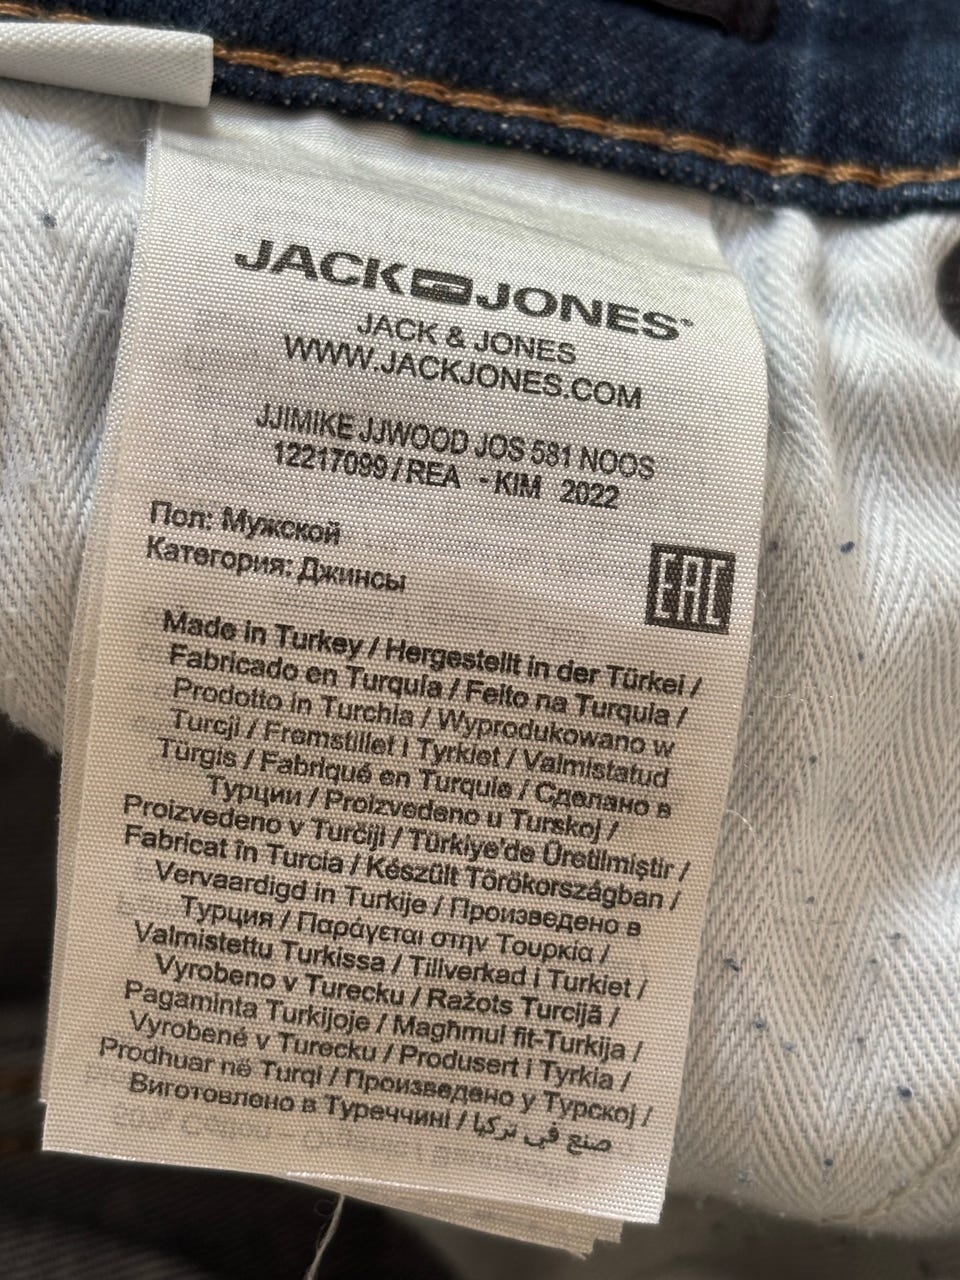 JACK JONES
JACK & JONES
WWW.JACKJONES.COM
JJIMIKE JJWOOD JOS 581 NOOS
12217099 / REA - KIM 2022
Пол: Мужской
Категория: Джинсы
EAC
Made in Turkey / Hergestellt in der Türkei /
Fabricado en Turquía / Feito na Turquia /
Prodotto in Turchia / Wyprodukowano w
Turcji / Fremstillet i Tyrkiet / Valmistatud
Türgis / Fabriqué en Turquie / Сделано в
Турции / Proizvedeno u Turskoj /
Proizvedeno v Turčiji / Türkiye'de Üretilmiştir /
Fabricat în Turcia / Készült Törökországban /
Vervaardigd in Turkije / Произведено в
Турция / Παράγεται στην Τουρκία /
Valmistettu Turkissa / Tillverkad i Turkiet /
Vyrobeno v Turecku / Ražots Turcijā /
Pagaminta Turkijoje / Magħmul fit-Turkija /
Vyrobené v Turecku / Produsert i Tyrkia /
Prodhuar në Turqi / Произведено у Турској /
Виготовлено в Туреччині / صنع في تركيا